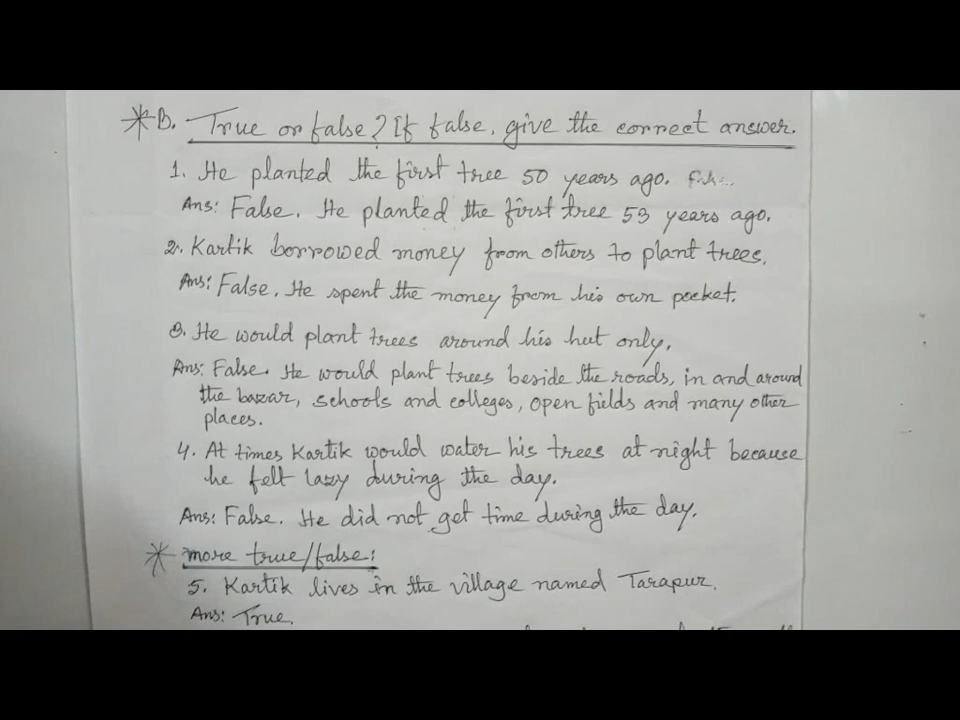 *B. True or false? If false, give the correct answer.
1. He planted the first tree 50 years ago.
Ans: False. He planted the first tree 53 years ago.
2. Kartik borrowed money from others to plant trees.
Ans: False. He spent the money from his own pocket.
3. He would plant trees around his hut only.
Ans: False. He would plant trees beside the roads, in and around
the bazar, schools and colleges, open fields and many other
places.
4. At times Kartik would water his trees at night because
he felt lazy during the day.
Ans: False. He did not get time during the day.
* more true/false:
5. Kartik lives in the village named Tarapur.
Ans: True.